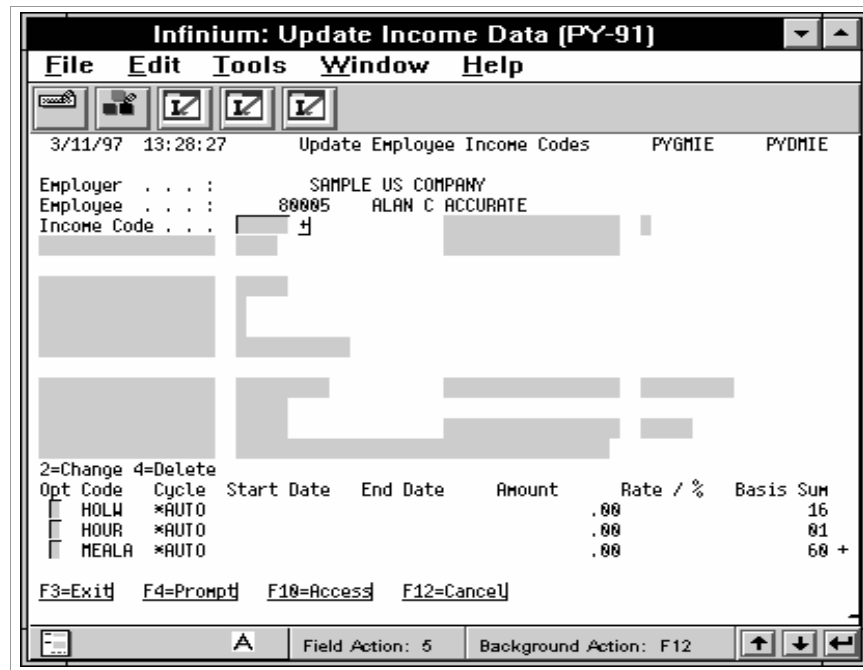 Infinium: Update Income Data (PY-91)
File Edit Tools Window Help
3/11/97 13:28:27 Update Employee Income Codes PYGMIE PYDMIE
Employer . . . : SAMPLE US COMPANY
Employee . . . : 80005 ALAN C ACCURATE
Income Code . . . +
2=Change 4=Delete
Opt Code Cycle Start Date End Date Amount Rate / % Basis Sum
HOLW *AUTO .00 16
HOUR *AUTO .00 01
MEALA *AUTO .00 60 +
F3=Exit F4=Prompt F10=Access F12=Cancel
A Field Action: 5 Background Action: F12